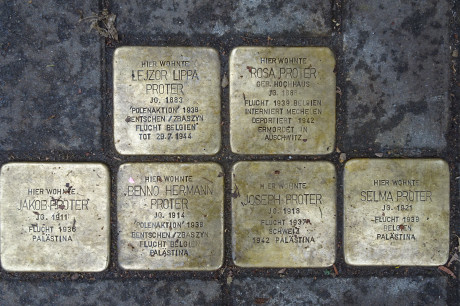 HIER WOHNTE
LEJZOR LIPPA
PROTER
JG. 1883
"POLENAKTION" 1938
BENTSCHEN/ZBASZYN
FLUCHT BELGIEN
TOT 29.7.1944
HIER WOHNTE
ROSA PROTER
GEB. HOCHHAUS
JG.
FLUCHT 1939 BELGIEN
INTERNIERT MECHELEN
DEPORTIERT 1942
ERMORDET IN
AUSCHWITZ
HIER WOHNTE
JAKOB PROTER
JG. 1911
FLUCHT 1936
PALÄSTINA
HIER WOHNTE
BENNO HERMANN
PROTER
JG. 1914
"POLENAKTION" 1938
BENTSCHEN/ZBASZYN
FLUCHT BELGIEN
PALÄSTINA
HIER WOHNTE
JOSEPH PROTER
JG. 1919
FLUCHT
SCHWEIZ
1942 PALÄSTINA
HIER WOHNTE
SELMA PROTER
JG. 1921
FLUCHT 1939
BELGIEN
PALÄSTINA